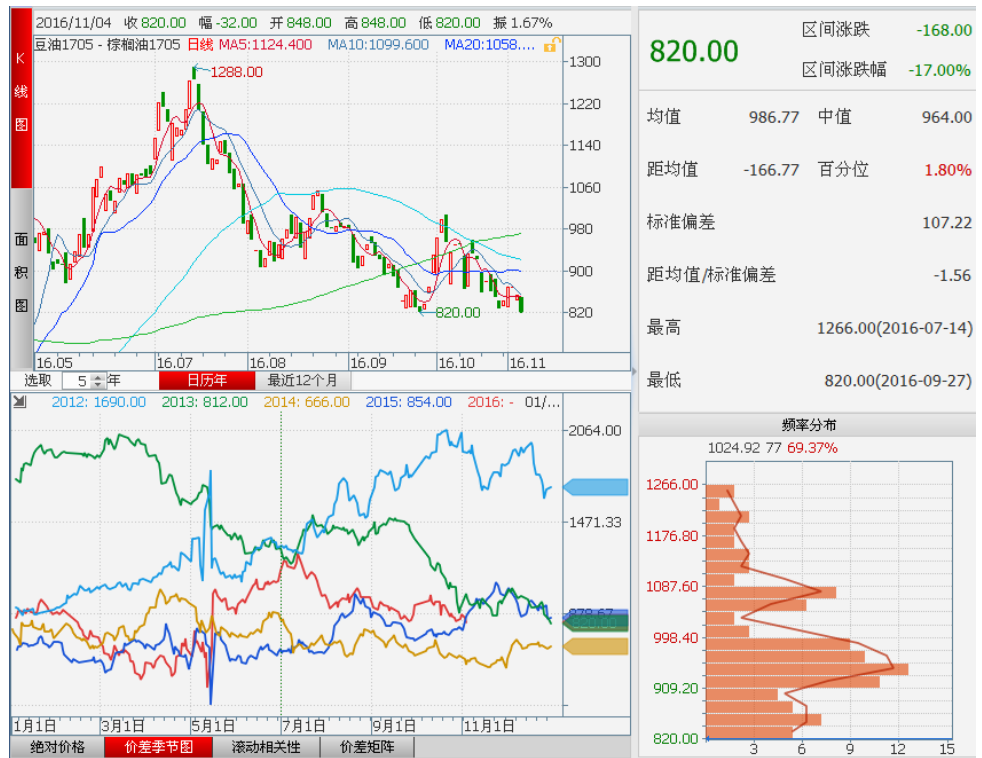 2016/11/04 收 820.00 幅 -32.00 开 848.00 高 848.00 低 820.00 振 1.67%
豆油1705 - 棕榈油1705 日线 MA5:1124.400 MA10:1099.600 MA20:1058....
K线图
面积图
1288.00
820.00
1300
1220
1140
1060
980
900
820
16.05 16.07 16.08 16.09 16.10 16.11
选取 5 年 日历年 最近12个月
2012: 1690.00 2013: 812.00 2014: 666.00 2015: 854.00 2016: - 01/...
2064.00
1471.33
878.67
1月1日 3月1日 5月1日 7月1日 9月1日 11月1日
绝对价格 价差季节图 滚动相关性 价差矩阵
820.00
区间涨跌 -168.00
区间涨跌幅 -17.00%
均值 986.77 中值 964.00
距均值 -166.77 百分位 1.80%
标准偏差 107.22
距均值/标准偏差 -1.56
最高 1266.00(2016-07-14)
最低 820.00(2016-09-27)
频率分布
1024.92 77 69.37%
1266.00
1176.80
1087.60
998.40
909.20
820.00
3 6 9 12 15